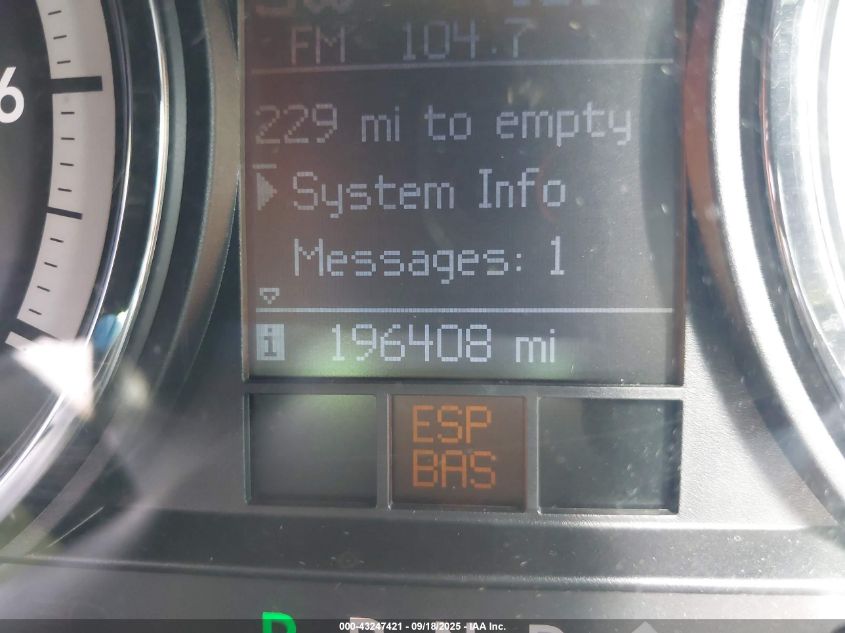 FM 104.7
6
229 mi to empty
System Info
Messages: 1
i 196408 mi
ESP
BAS
P
000-43247421 - 09/18/2025 - IAA Inc.